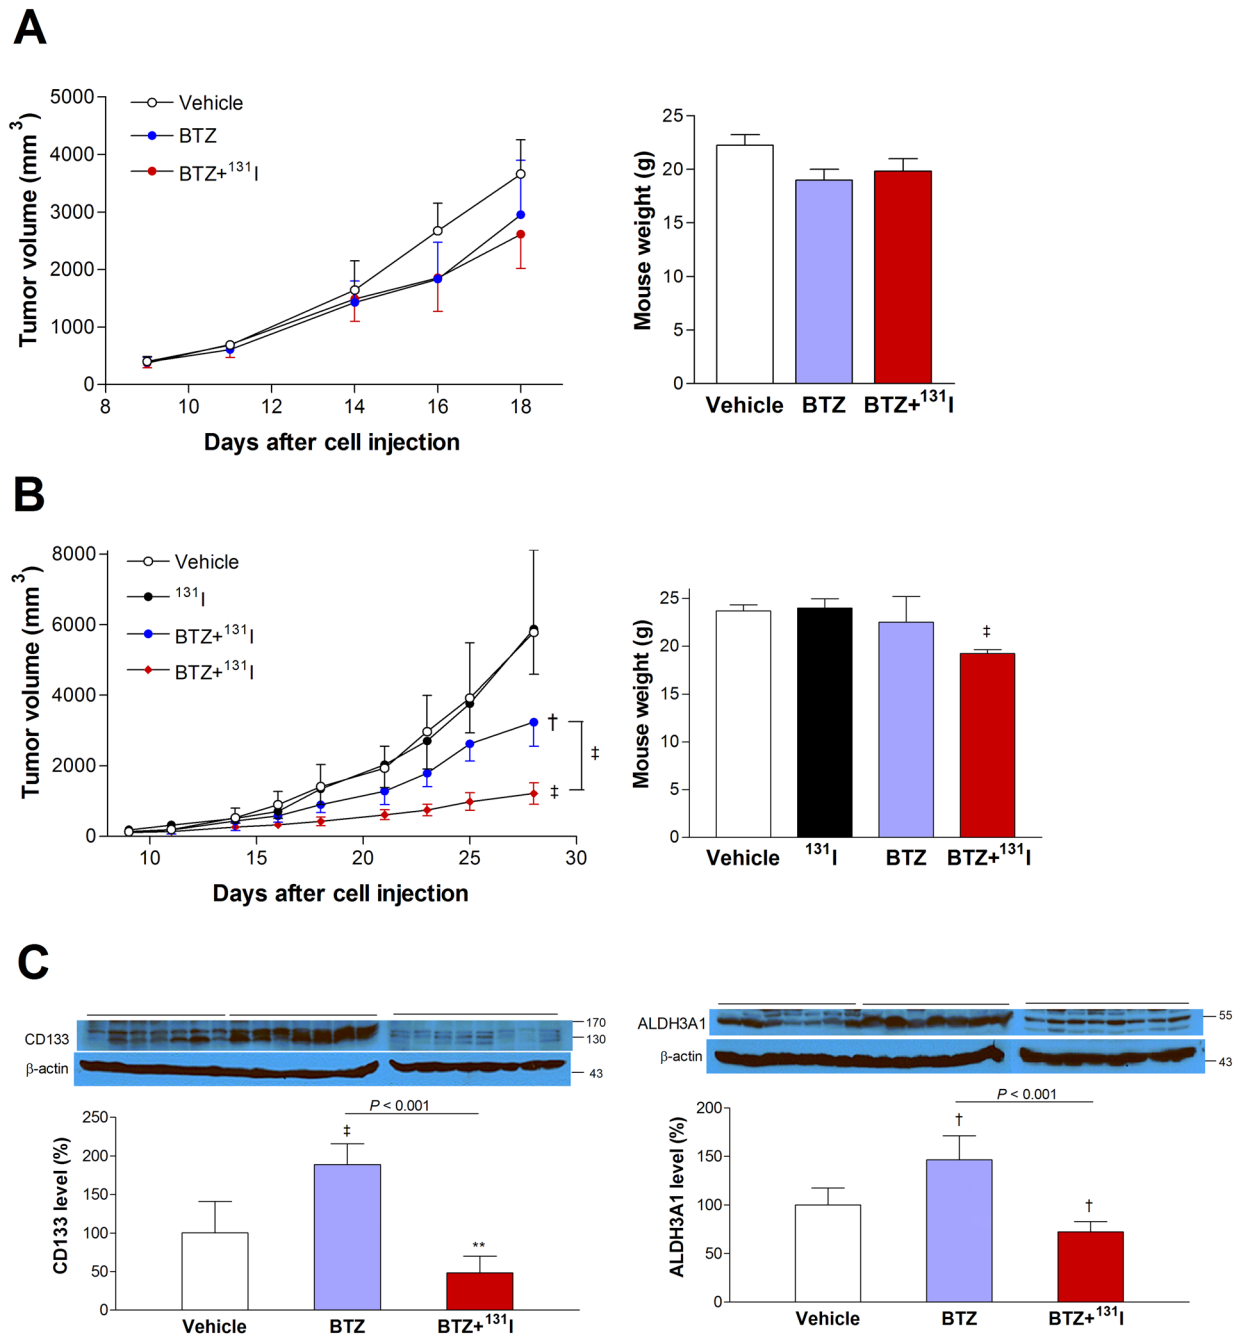 A
5000
4000
3000
2000
1000
0
Tumor volume (mm³)
Vehicle
BTZ
BTZ+¹³¹I
8 10 12 14 16 18
Days after cell injection
25
20
15
10
5
0
Mouse weight (g)
Vehicle BTZ BTZ+¹³¹I
B
8000
6000
4000
2000
0
Tumor volume (mm³)
Vehicle
¹³¹I
BTZ+¹³¹I
BTZ+¹³¹I
†
‡
‡
10 15 20 25 30
Days after cell injection
25
20
15
10
5
0
Mouse weight (g)
‡
Vehicle ¹³¹I BTZ BTZ+¹³¹I
C
CD133
170
130
β-actin
43
250
200
150
100
50
0
CD133 level (%)
P < 0.001
‡
**
Vehicle BTZ BTZ+¹³¹I
ALDH3A1
55
β-actin
43
200
150
100
50
0
ALDH3A1 level (%)
P < 0.001
†
†
Vehicle BTZ BTZ+¹³¹I